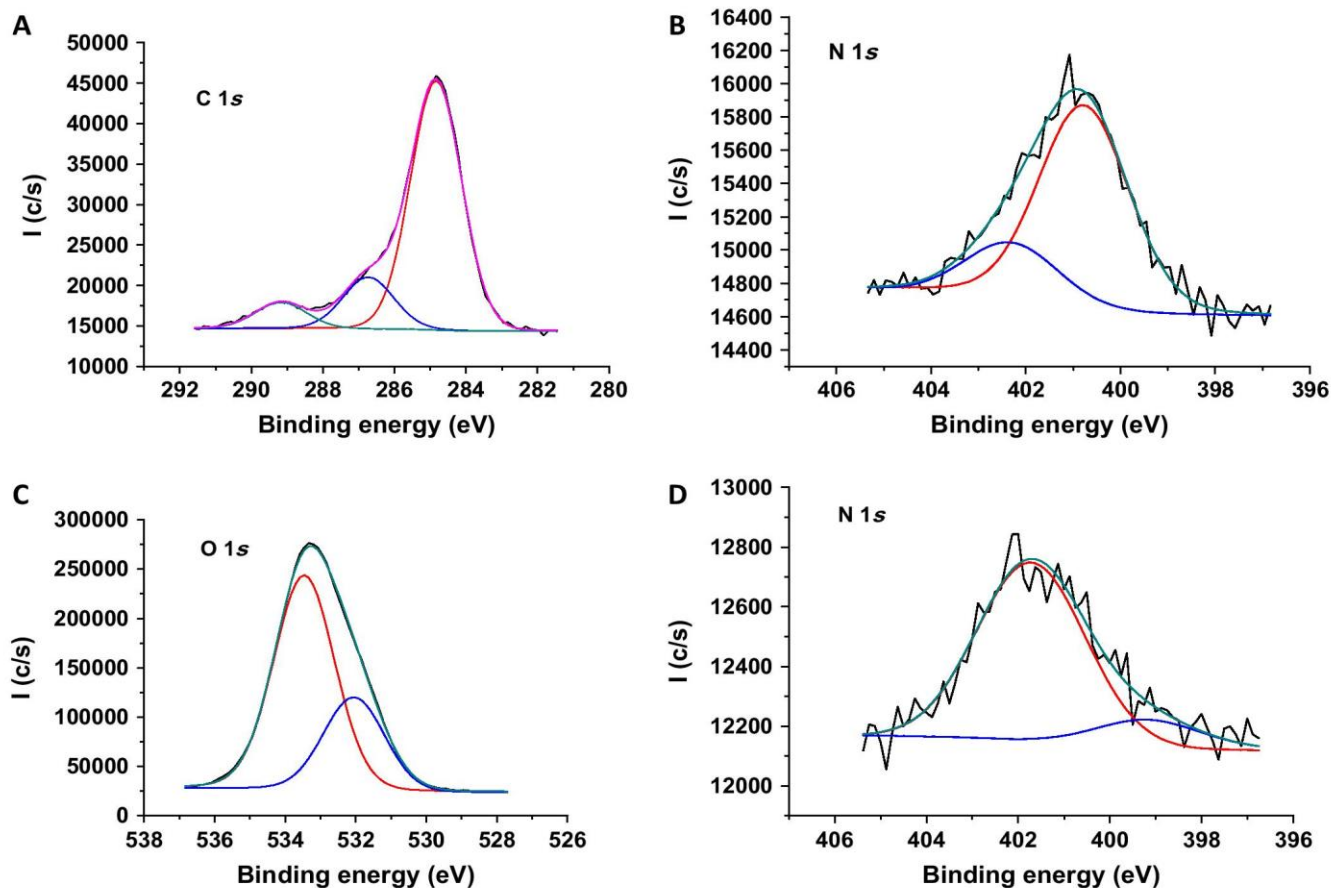 A
C 1s
I (c/s)
50000
45000
40000
35000
30000
25000
20000
15000
10000
292 290 288 286 284 282 280
Binding energy (eV)
B
N 1s
I (c/s)
16400
16200
16000
15800
15600
15400
15200
15000
14800
14600
14400
406 404 402 400 398 396
Binding energy (eV)
C
O 1s
I (c/s)
300000
250000
200000
150000
100000
50000
0
538 536 534 532 530 528 526
Binding energy (eV)
D
N 1s
I (c/s)
13000
12800
12600
12400
12200
12000
406 404 402 400 398 396
Binding energy (eV)